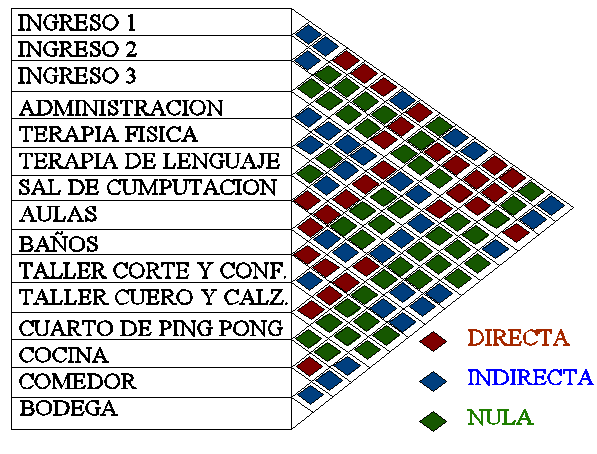 INGRESO 1
INGRESO 2
INGRESO 3
ADMINISTRACION
TERAPIA FISICA
TERAPIA DE LENGUAJE
SAL DE CUMPUTACION
AULAS
BAÑOS
TALLER CORTE Y CONF.
TALLER CUERO Y CALZ.
CUARTO DE PING PONG
COCINA
COMEDOR
BODEGA
DIRECTA
INDIRECTA
NULA